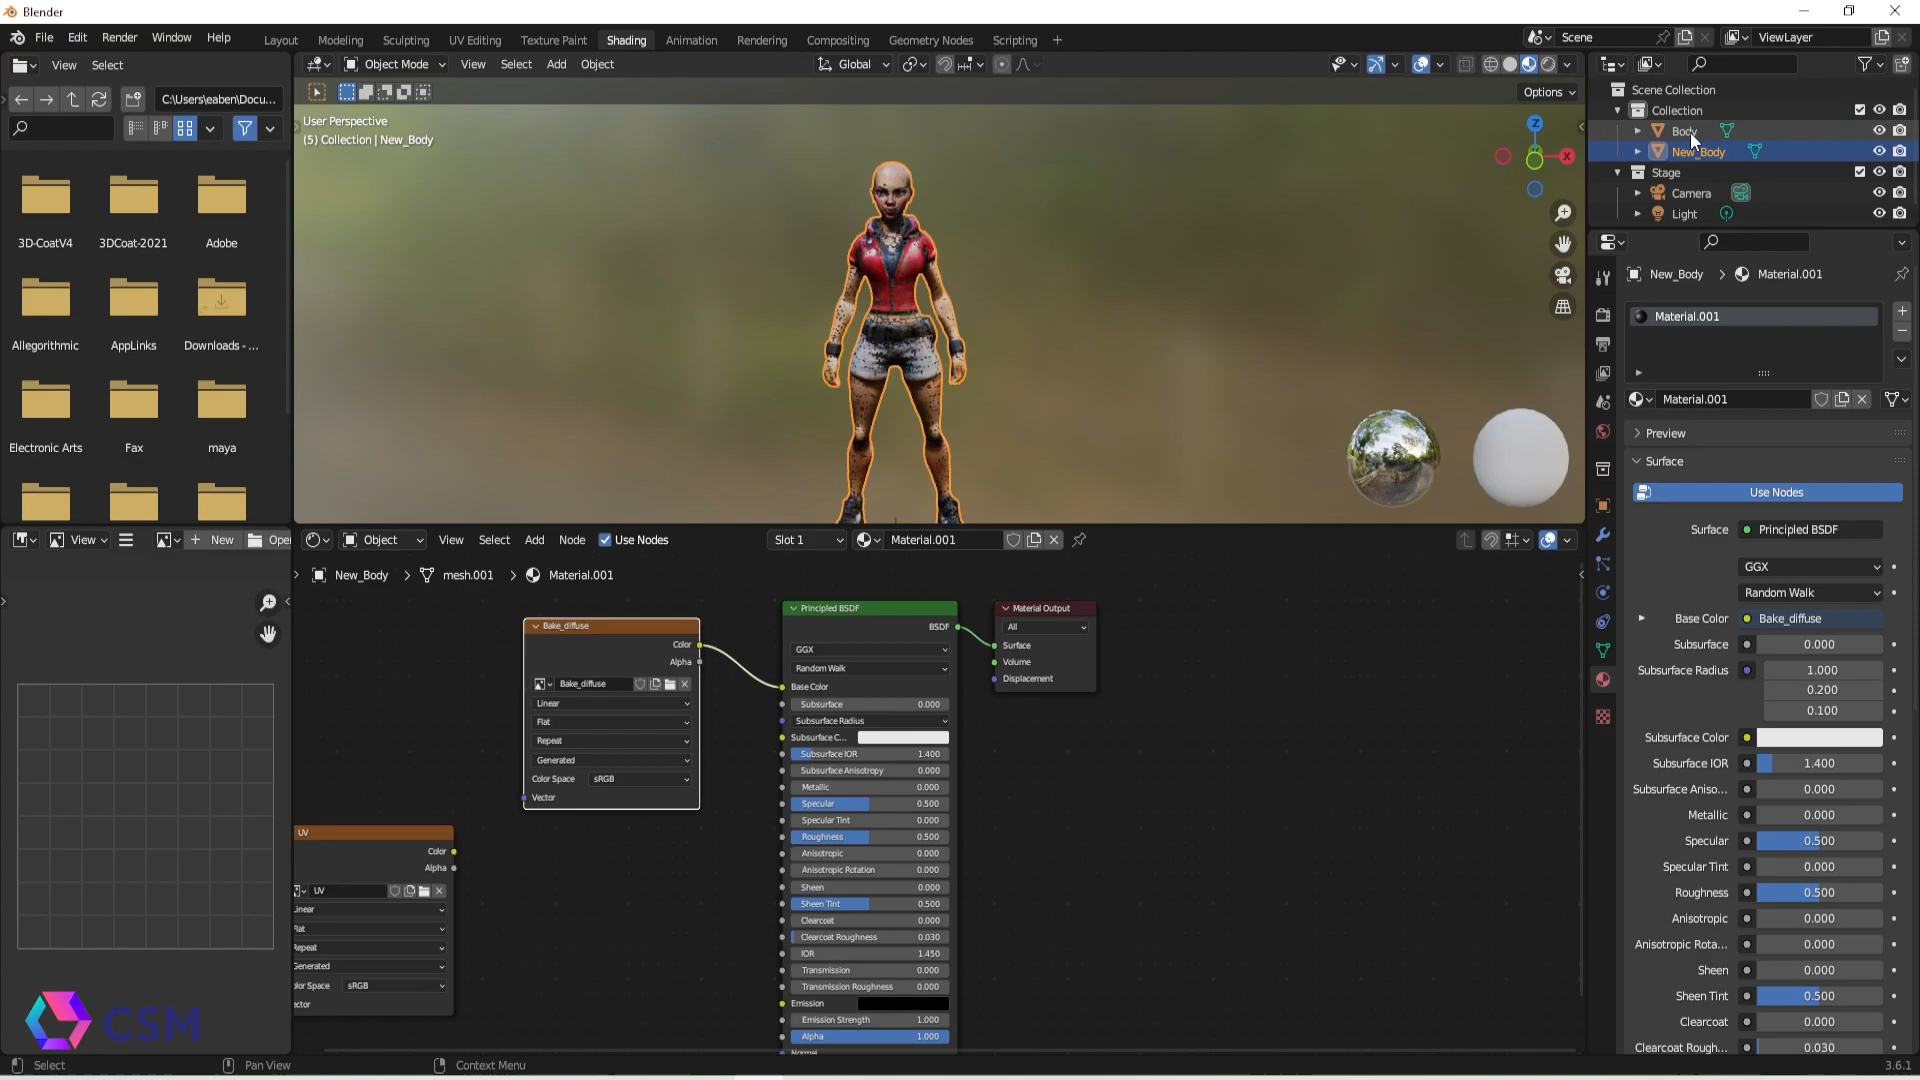 Blender
File Edit Render Window Help
Layout Modeling Sculpting UV Editing Texture Paint Shading Animation Rendering Compositing Geometry Nodes Scripting +
Scene
ViewLayer
View Select
Object Mode View Select Add Object
Global
C:\Users\eaben\Docu...
Options
User Perspective
(5) Collection | New_Body
Z
X
3D-CoatV4 3DCoat-2021 Adobe
Allegorithmic AppLinks Downloads - ...
Electronic Arts Fax maya
Scene Collection
Collection
Body
New_Body
Stage
Camera
Light
New_Body > Material.001
Material.001
Material.001
Preview
Surface
Use Nodes
Surface Principled BSDF
GGX
Random Walk
Base Color Bake_diffuse
Subsurface 0.000
Subsurface Radius 1.000
0.200
0.100
Subsurface Color
Subsurface IOR 1.400
Subsurface Aniso... 0.000
Metallic 0.000
Specular 0.500
Specular Tint 0.000
Roughness 0.500
Anisotropic 0.000
Anisotropic Rota... 0.000
Sheen 0.000
Sheen Tint 0.500
Clearcoat 0.000
Clearcoat Rough... 0.030
View + New Open
Object View Select Add Node Use Nodes
Slot 1 Material.001
New_Body > mesh.001 > Material.001
Bake_diffuse
Color
Alpha
Bake_diffuse
Linear
Flat
Repeat
Generated
Color Space sRGB
Vector
UV
Color
Alpha
UV
Linear
Flat
Repeat
Generated
olor Space sRGB
ector
Principled BSDF
BSDF
GGX
Random Walk
Base Color
Subsurface 0.000
Subsurface Radius
Subsurface C...
Subsurface IOR 1.400
Subsurface Anisotropy 0.000
Metallic 0.000
Specular 0.500
Specular Tint 0.000
Roughness 0.500
Anisotropic 0.000
Anisotropic Rotation 0.000
Sheen 0.000
Sheen Tint 0.500
Clearcoat 0.000
Clearcoat Roughness 0.030
IOR 1.450
Transmission 0.000
Transmission Roughness 0.000
Emission
Emission Strength 1.000
Alpha 1.000
Normal
Material Output
All
Surface
Volume
Displacement
CSM
Select Pan View Context Menu
3.6.1